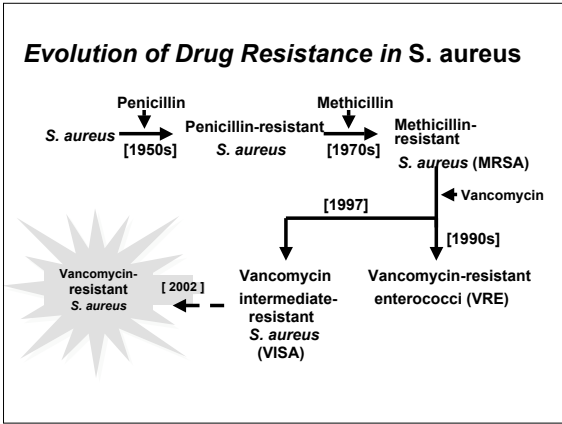 Evolution of Drug Resistance in S. aureus
Penicillin
Methicillin
S. aureus
[1950s]
Penicillin-resistant
S. aureus
[1970s]
Methicillin-
resistant
S. aureus (MRSA)
Vancomycin
[1997]
[1990s]
Vancomycin-resistant
enterococci (VRE)
Vancomycin
intermediate-
resistant
S. aureus
(VISA)
[ 2002 ]
Vancomycin-
resistant
S. aureus